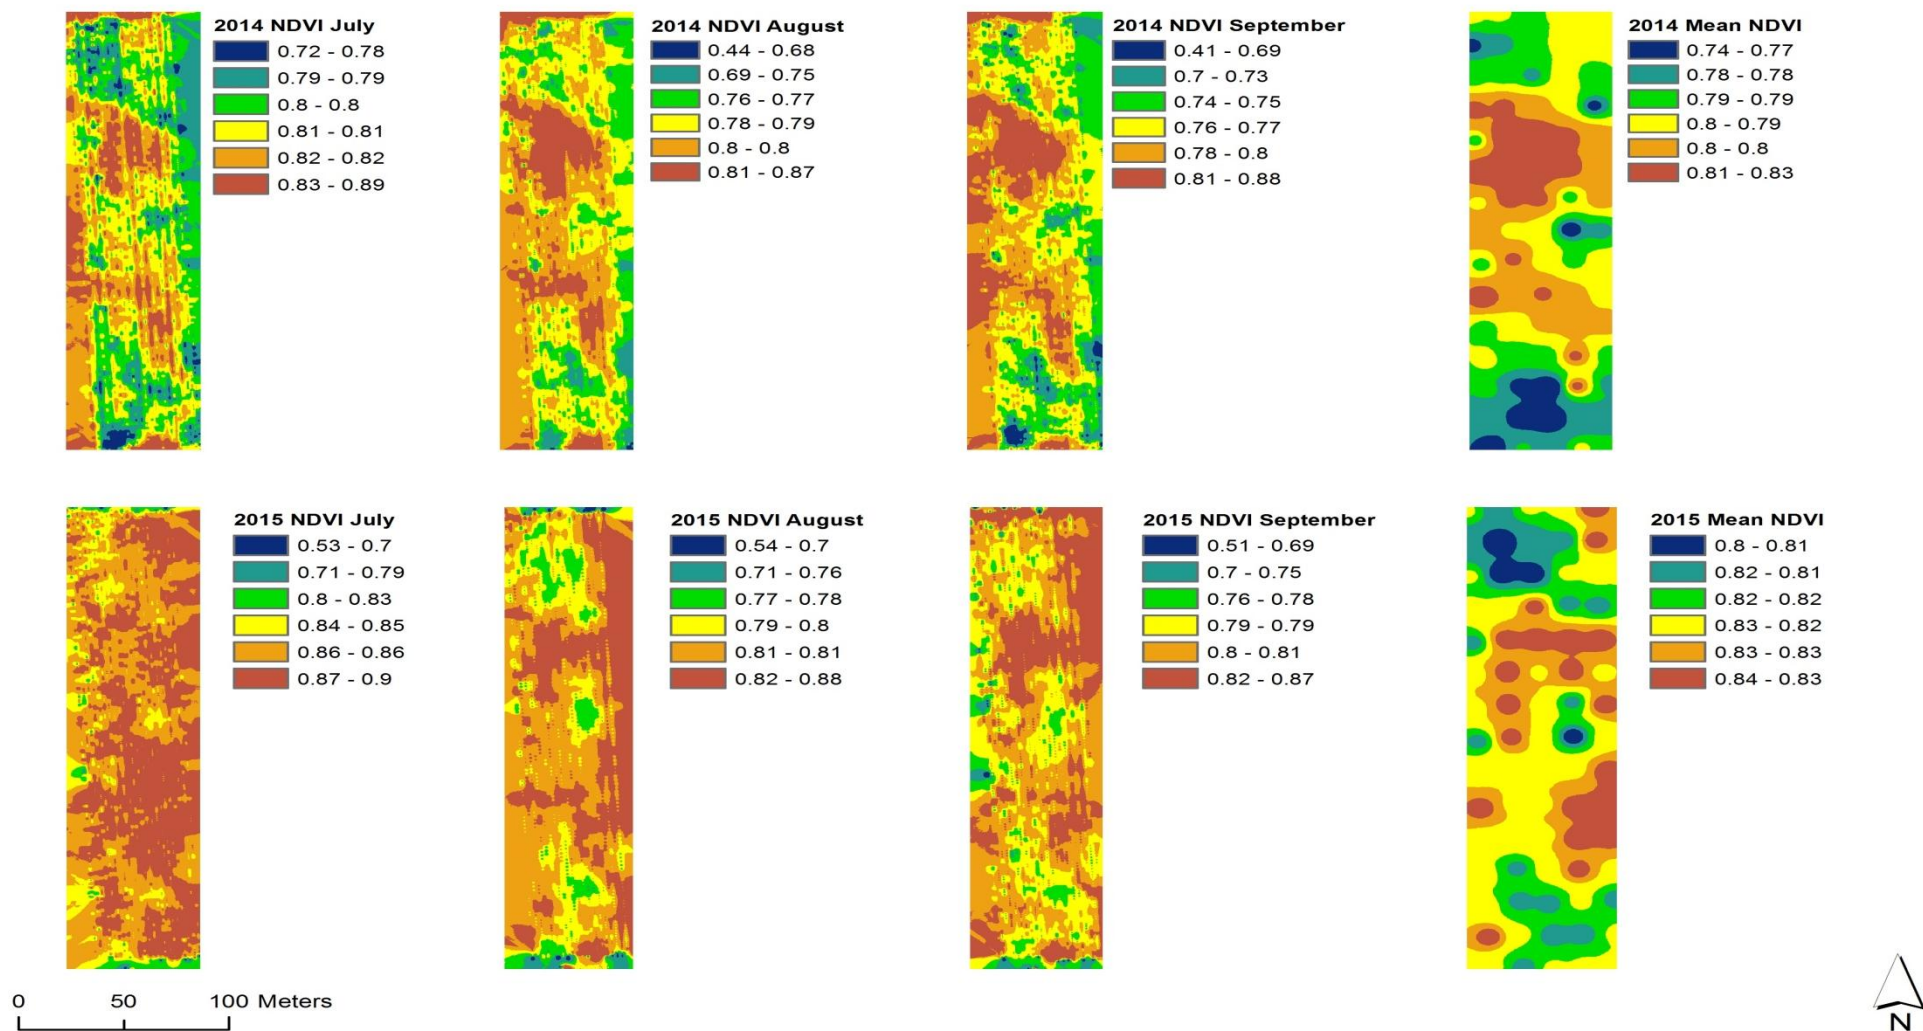 2014 NDVI July
0.72 - 0.78
0.79 - 0.79
0.8 - 0.8
0.81 - 0.81
0.82 - 0.82
0.83 - 0.89
2014 NDVI August
0.44 - 0.68
0.69 - 0.75
0.76 - 0.77
0.78 - 0.79
0.8 - 0.8
0.81 - 0.87
2014 NDVI September
0.41 - 0.69
0.7 - 0.73
0.74 - 0.75
0.76 - 0.77
0.78 - 0.8
0.81 - 0.88
2014 Mean NDVI
0.74 - 0.77
0.78 - 0.78
0.79 - 0.79
0.8 - 0.79
0.8 - 0.8
0.81 - 0.83
2015 NDVI July
0.53 - 0.7
0.71 - 0.79
0.8 - 0.83
0.84 - 0.85
0.86 - 0.86
0.87 - 0.9
2015 NDVI August
0.54 - 0.7
0.71 - 0.76
0.77 - 0.78
0.79 - 0.8
0.81 - 0.81
0.82 - 0.88
2015 NDVI September
0.51 - 0.69
0.7 - 0.75
0.76 - 0.78
0.79 - 0.79
0.8 - 0.81
0.82 - 0.87
2015 Mean NDVI
0.8 - 0.81
0.82 - 0.81
0.82 - 0.82
0.83 - 0.82
0.83 - 0.83
0.84 - 0.83
0 50 100 Meters
N